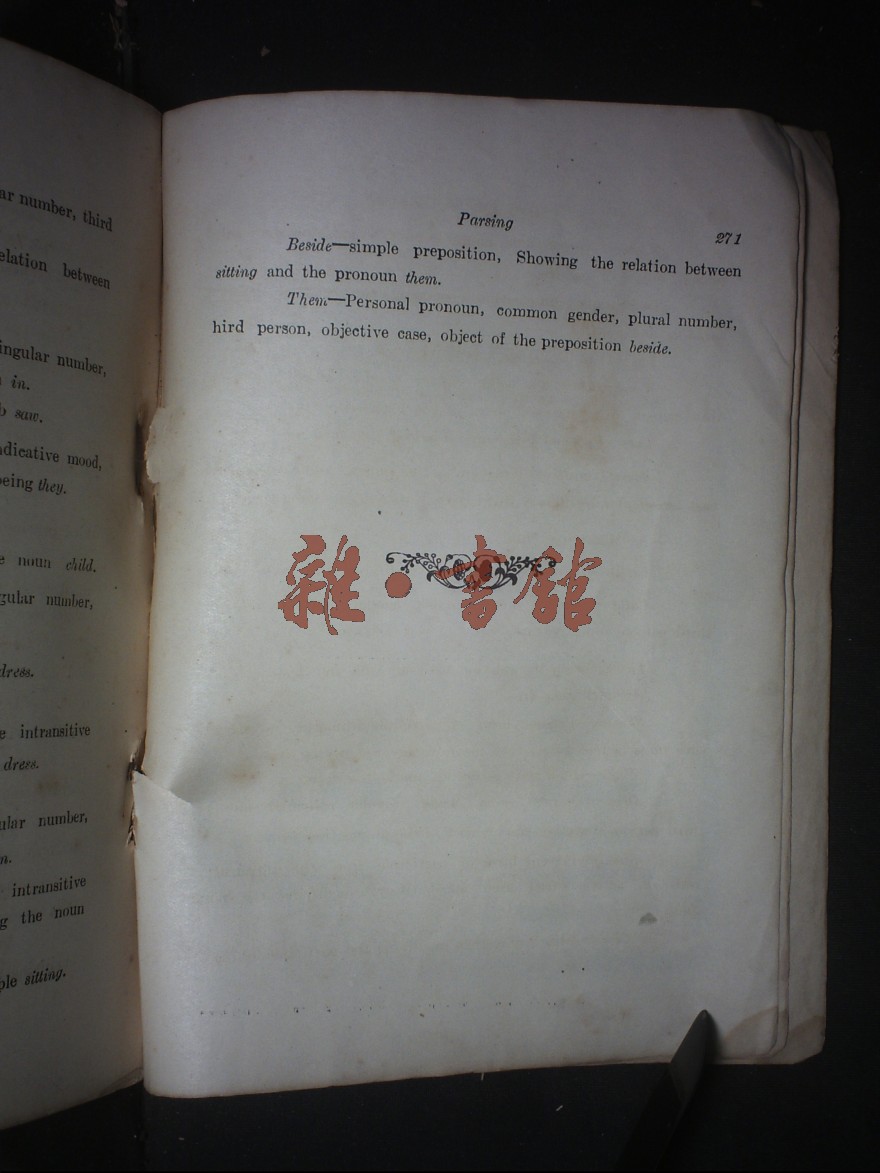 ar number, third
elation between
ingular number,
in.
saw.
dicative mood,
eing they.
noun child.
gular number,
dress.
intransitive
dress.
ular number,
n.
intransitive
g the noun
ple sitting.
Parsing
271
Beside—simple preposition, Showing the relation between
sitting and the pronoun them.
Them—Personal pronoun, common gender, plural number,
hird person, objective case, object of the preposition beside.
雜·書館